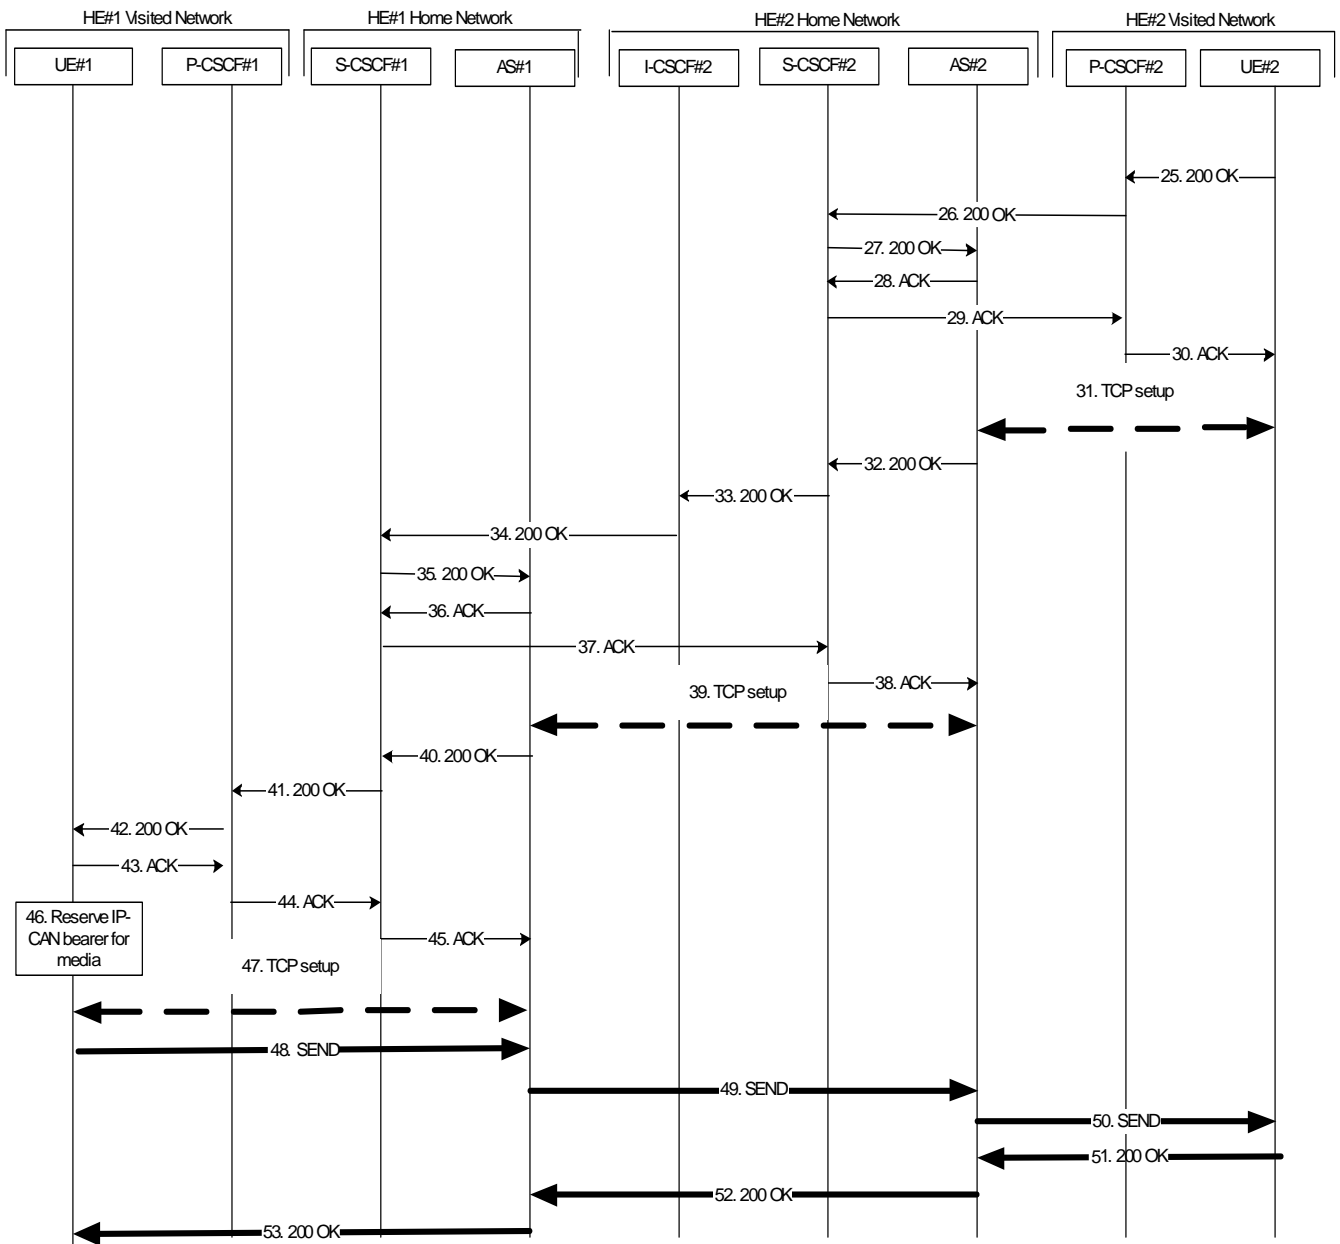 HE#1 Visited Network
HE#1 Home Network
HE#2 Home Network
HE#2 Visited Network
UE#1
P-CSCF#1
S-CSCF#1
AS#1
I-CSCF#2
S-CSCF#2
AS#2
P-CSCF#2
UE#2
25. 200 OK
26. 200 OK
27. 200 OK
28. ACK
29. ACK
30. ACK
31. TCP setup
32. 200 OK
33. 200 OK
34. 200 OK
35. 200 OK
36. ACK
37. ACK
38. ACK
39. TCP setup
40. 200 OK
41. 200 OK
42. 200 OK
43. ACK
44. ACK
46. Reserve IP-
CAN bearer for
media
45. ACK
47. TCP setup
48. SEND
49. SEND
50. SEND
51. 200 OK
52. 200 OK
53. 200 OK